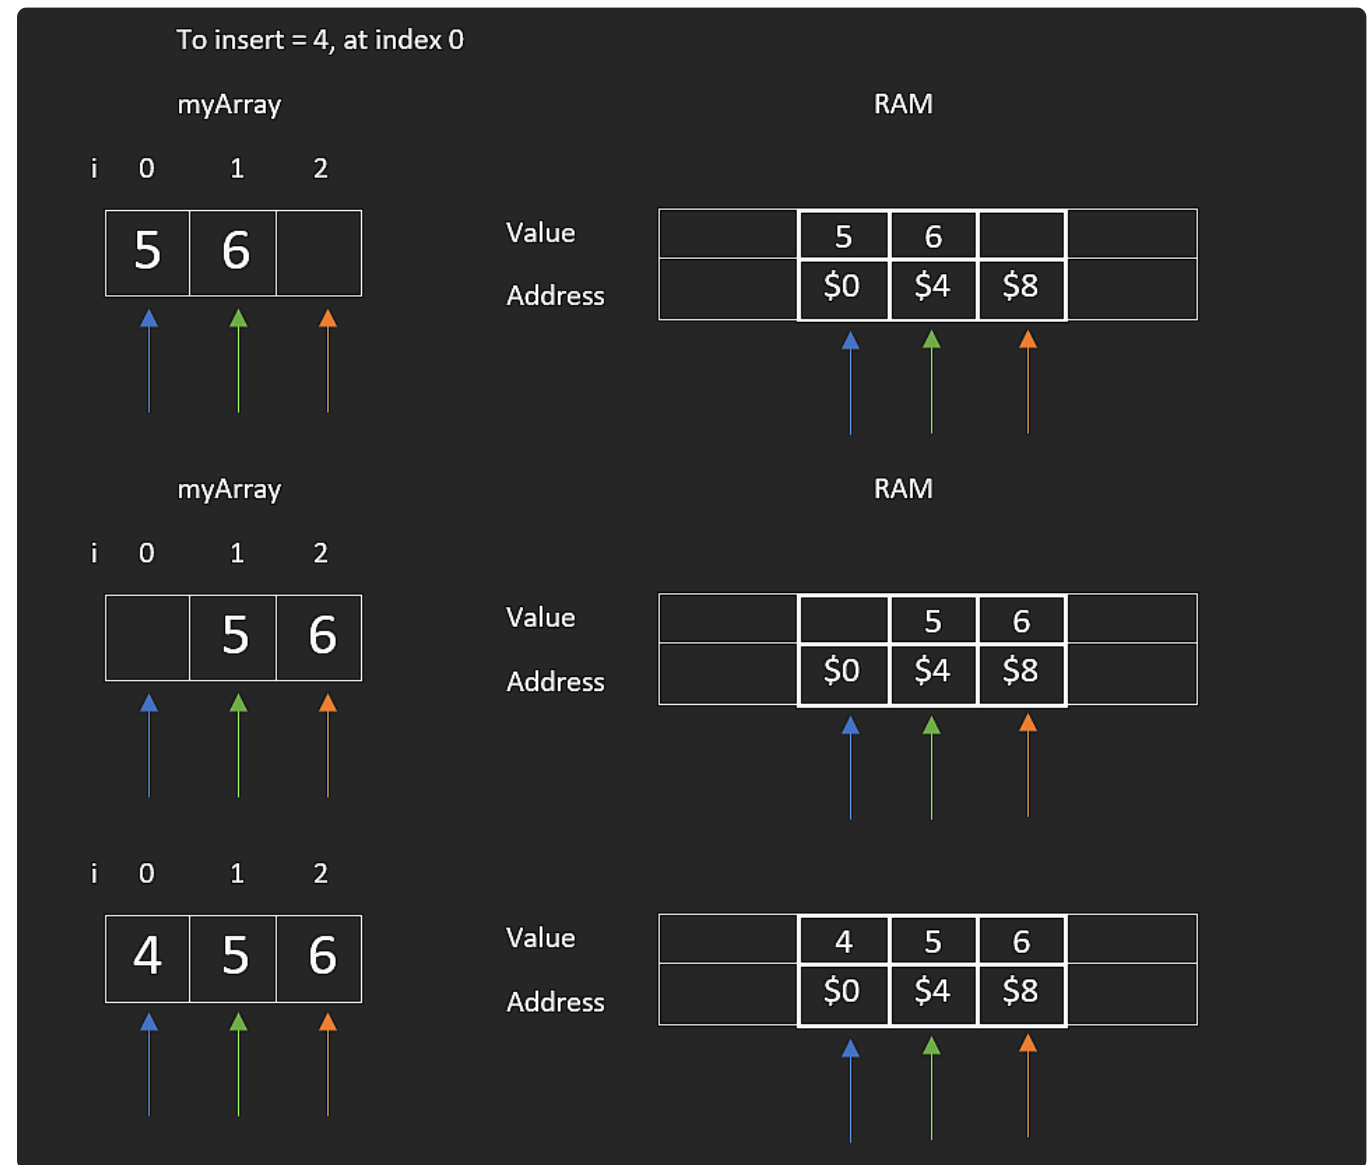 To insert = 4, at index 0
myArray RAM
i 0 1 2
5 6
Value 5 6
Address $0 $4 $8
myArray RAM
i 0 1 2
5 6
Value 5 6
Address $0 $4 $8
i 0 1 2
4 5 6
Value 4 5 6
Address $0 $4 $8